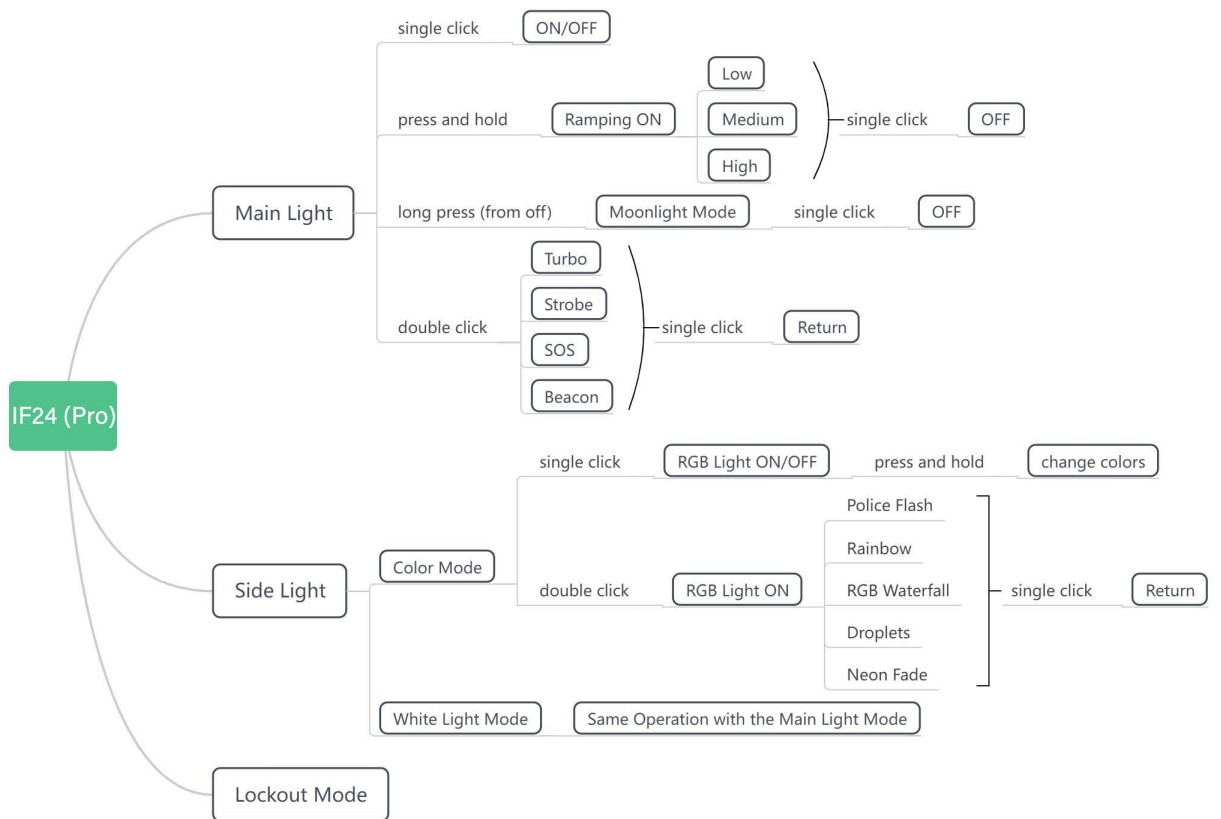 IF24 (Pro)
Main Light
single click
ON/OFF
press and hold
Ramping ON
Low
Medium
High
single click
OFF
long press (from off)
Moonlight Mode
single click
OFF
double click
Turbo
Strobe
SOS
Beacon
single click
Return
Side Light
Color Mode
single click
RGB Light ON/OFF
press and hold
change colors
double click
RGB Light ON
Police Flash
Rainbow
RGB Waterfall
Droplets
Neon Fade
single click
Return
White Light Mode
Same Operation with the Main Light Mode
Lockout Mode